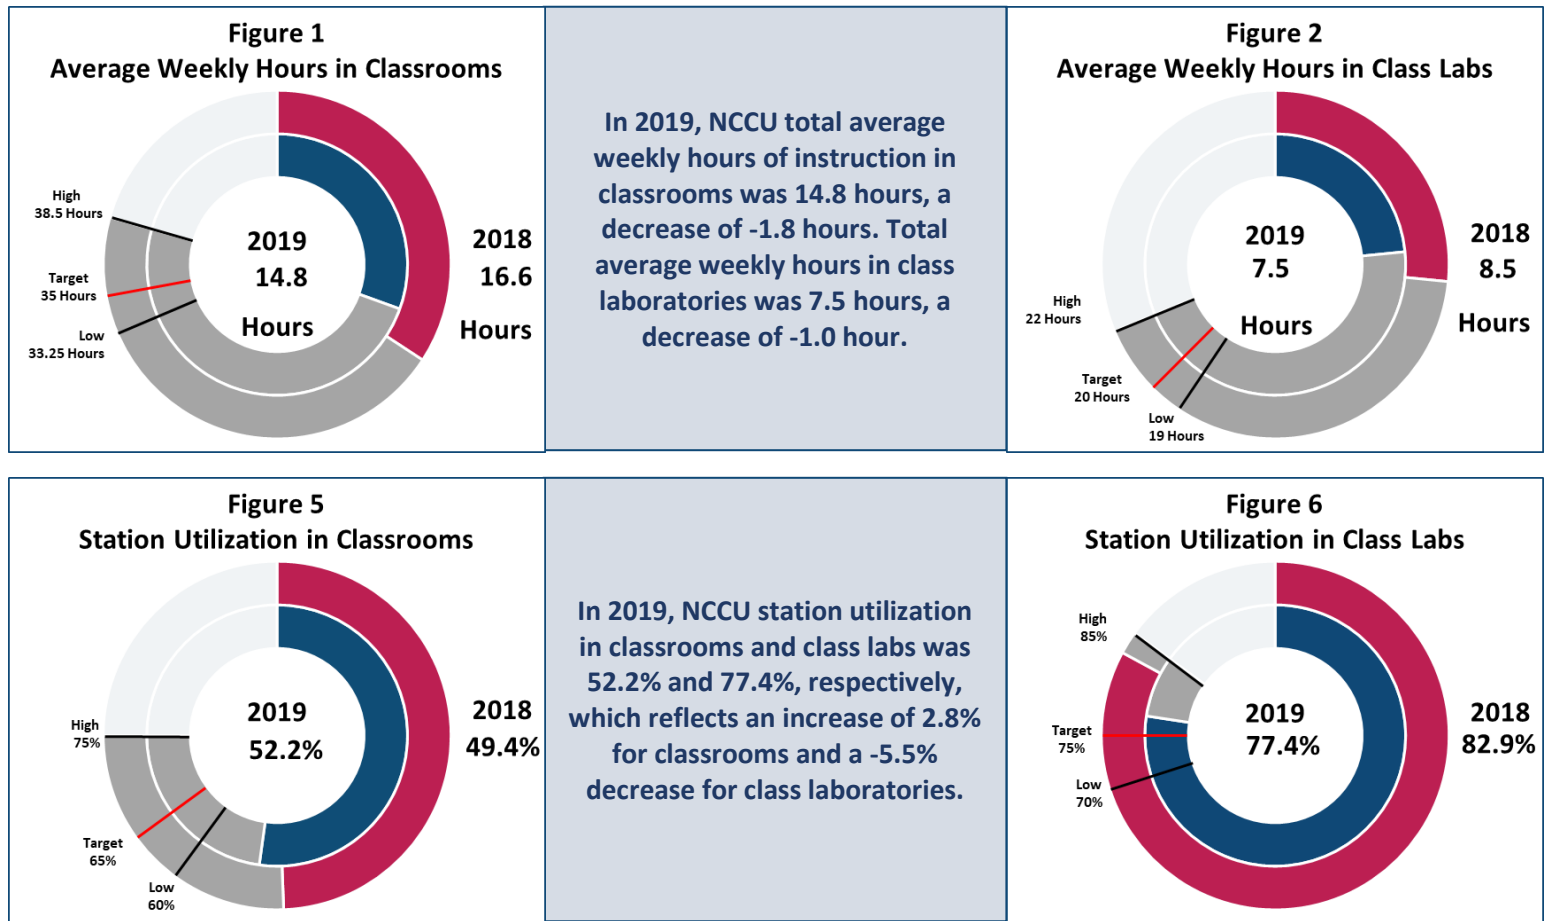 Figure 1
Average Weekly Hours in Classrooms
High
38.5 Hours
Target
35 Hours
Low
33.25 Hours
2019
14.8
Hours
2018
16.6
Hours
In 2019, NCCU total average
weekly hours of instruction in
classrooms was 14.8 hours, a
decrease of -1.8 hours. Total
average weekly hours in class
laboratories was 7.5 hours, a
decrease of -1.0 hour.
Figure 2
Average Weekly Hours in Class Labs
High
22 Hours
Target
20 Hours
Low
19 Hours
2019
7.5
Hours
2018
8.5
Hours
Figure 5
Station Utilization in Classrooms
High
75%
Target
65%
Low
60%
2019
52.2%
2018
49.4%
In 2019, NCCU station utilization
in classrooms and class labs was
52.2% and 77.4%, respectively,
which reflects an increase of 2.8%
for classrooms and a -5.5%
decrease for class laboratories.
Figure 6
Station Utilization in Class Labs
High
85%
Target
75%
Low
70%
2019
77.4%
2018
82.9%